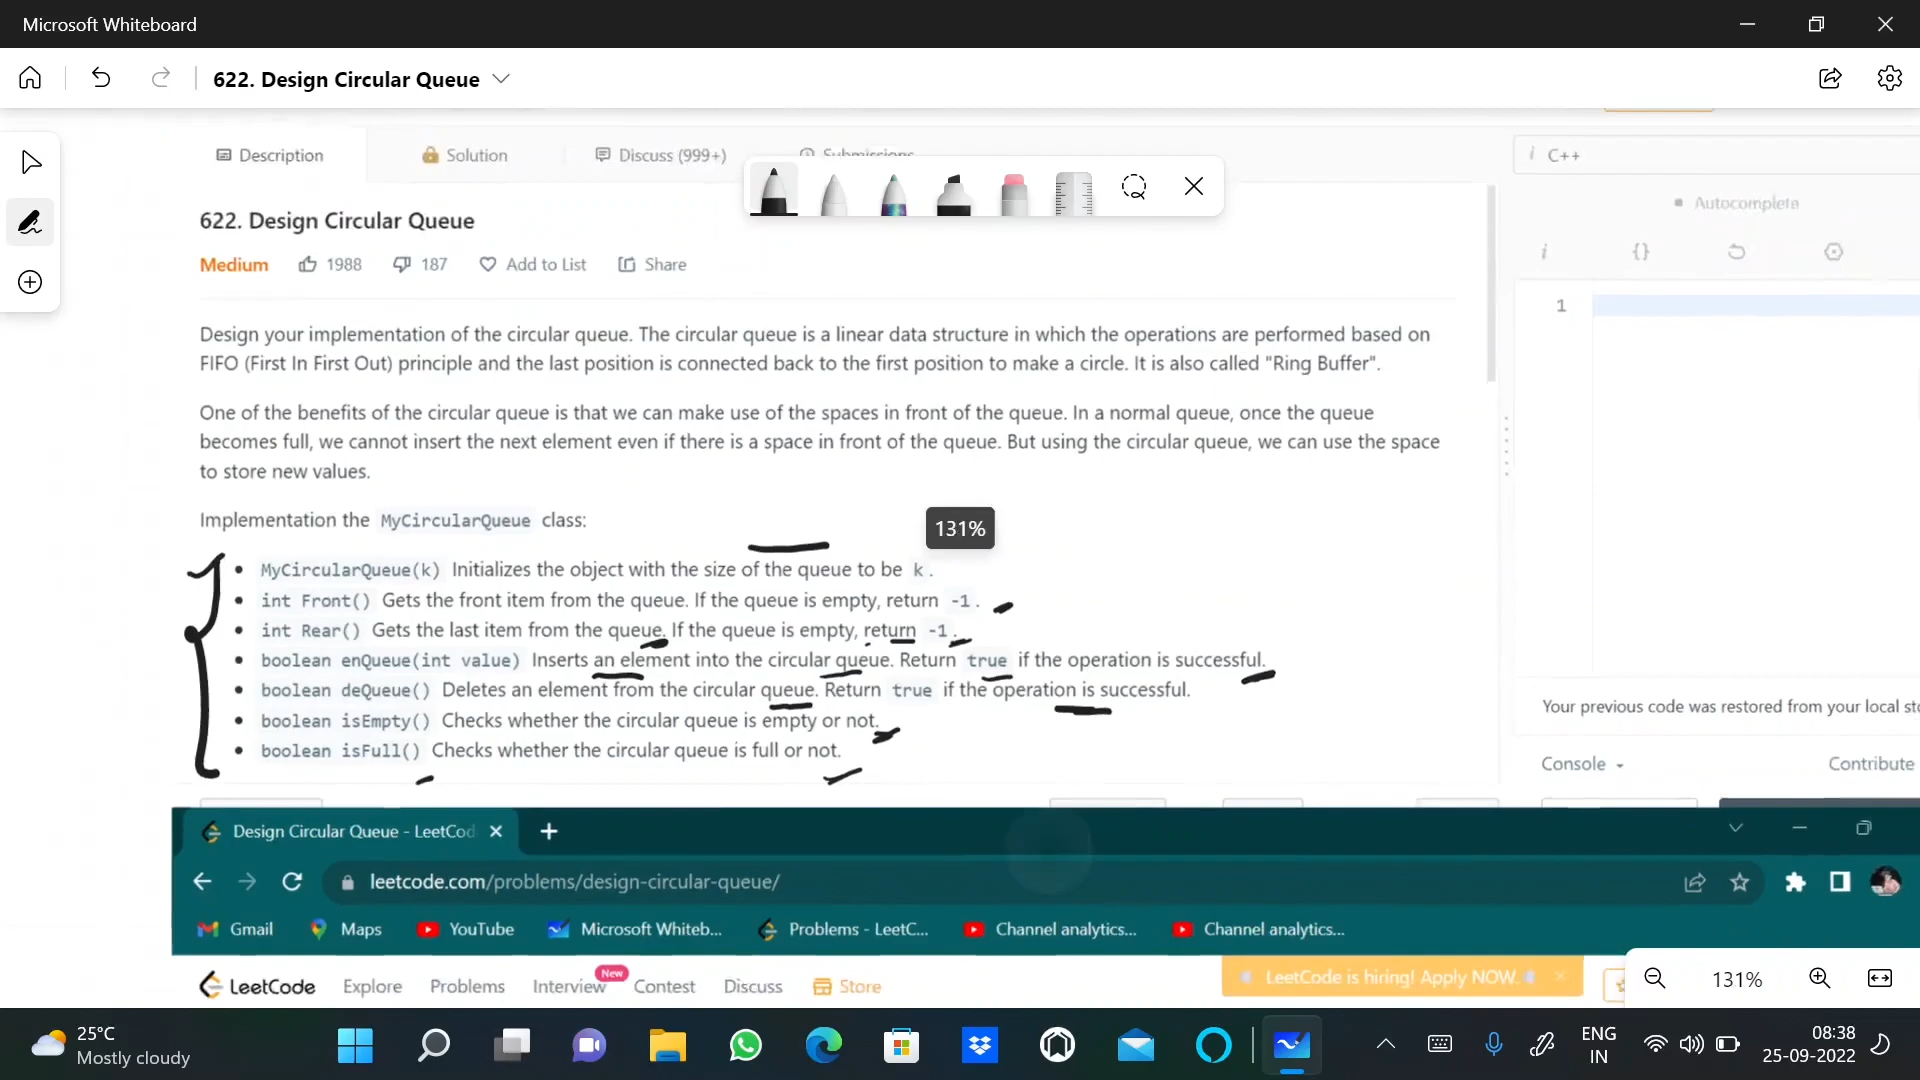 Microsoft Whiteboard
622. Design Circular Queue
Description
Solution
Discuss (999+)
Submissions
i C++
Autocomplete
622. Design Circular Queue
Medium 1988 187 Add to List Share
i {}
1
Design your implementation of the circular queue. The circular queue is a linear data structure in which the operations are performed based on
FIFO (First In First Out) principle and the last position is connected back to the first position to make a circle. It is also called "Ring Buffer".
One of the benefits of the circular queue is that we can make use of the spaces in front of the queue. In a normal queue, once the queue
becomes full, we cannot insert the next element even if there is a space in front of the queue. But using the circular queue, we can use the space
to store new values.
Implementation the MyCircularQueue class:
131%
• MyCircularQueue(k) Initializes the object with the size of the queue to be k.
• int Front() Gets the front item from the queue. If the queue is empty, return -1.
• int Rear() Gets the last item from the queue. If the queue is empty, return -1.
• boolean enQueue(int value) Inserts an element into the circular queue. Return true if the operation is successful.
• boolean deQueue() Deletes an element from the circular queue. Return true if the operation is successful.
• boolean isEmpty() Checks whether the circular queue is empty or not.
• boolean isFull() Checks whether the circular queue is full or not.
Your previous code was restored from your local sto
Console
Contribute
Design Circular Queue - LeetCod
leetcode.com/problems/design-circular-queue/
Gmail Maps YouTube Microsoft Whiteb... Problems - LeetC... Channel analytics... Channel analytics...
LeetCode Explore Problems Interview New Contest Discuss Store
LeetCode is hiring! Apply NOW.
131%
25°C
Mostly cloudy
ENG
IN
08:38
25-09-2022